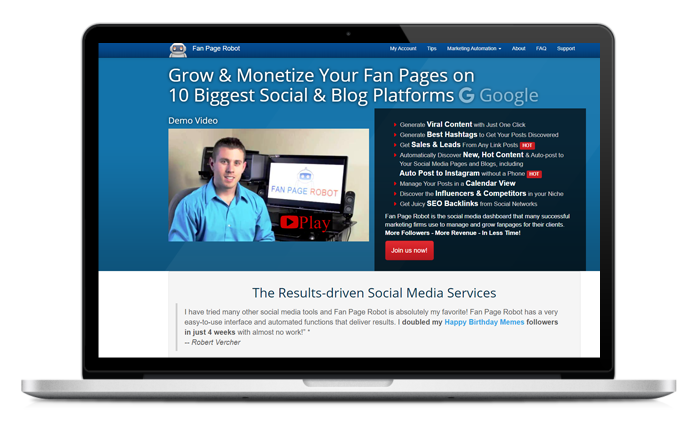 Fan Page Robot
My Account Tips Marketing Automation About FAQ Support
Grow & Monetize Your Fan Pages on
10 Biggest Social & Blog Platforms G Google
Demo Video
FAN PAGE ROBOT
Play
Generate Viral Content with Just One Click
Generate Best Hashtags to Get Your Posts Discovered
Get Sales & Leads From Any Link Posts HOT
Automatically Discover New, Hot Content & Auto-post to
Your Social Media Pages and Blogs, including
Auto Post to Instagram without a Phone HOT
Manage Your Posts in a Calendar View
Discover the Influencers & Competitors in your Niche
Get Juicy SEO Backlinks from Social Networks
Fan Page Robot is the social media dashboard that many successful
marketing firms use to manage and grow fanpages for their clients.
More Followers - More Revenue - In Less Time!
Join us now!
The Results-driven Social Media Services
I have tried many other social media tools and Fan Page Robot is absolutely my favorite! Fan Page Robot has a very
easy-to-use interface and automated functions that deliver results. I doubled my Happy Birthday Memes followers
in just 4 weeks with almost no work!" *
-- Robert Vercher